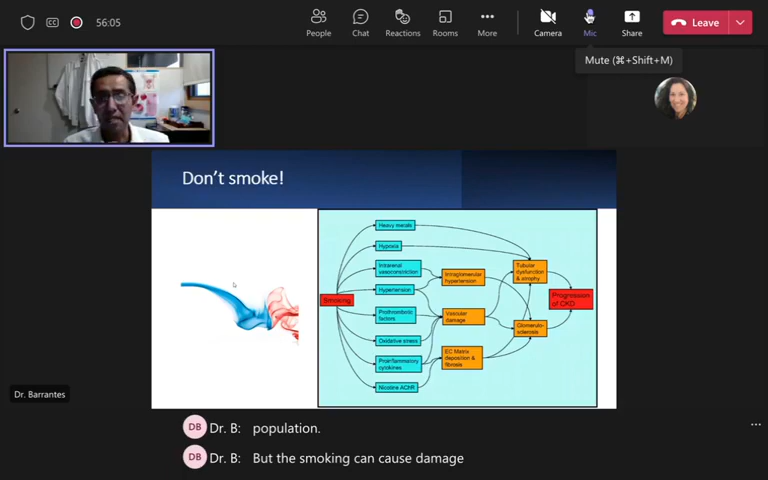 56:05
People
Chat
Reactions
Rooms
More
Camera
Mic
Share
Leave
Mute (⌘+Shift+M)
Don't smoke!
Smoking
Heavy metals
Hypoxia
Intrarenal
vasoconstriction
Hypertension
Prothrombotic
factors
Oxidative stress
Proinflammatory
cytokines
Nicotine AChR
Intraglomerular
hypertension
Vascular
damage
EC Matrix
deposition &
fibrosis
Tubular
dysfunction
& atrophy
Glomerulo-
sclerosis
Progression
of CKD
Dr. Barrantes
DB Dr. B: population.
DB Dr. B: But the smoking can cause damage